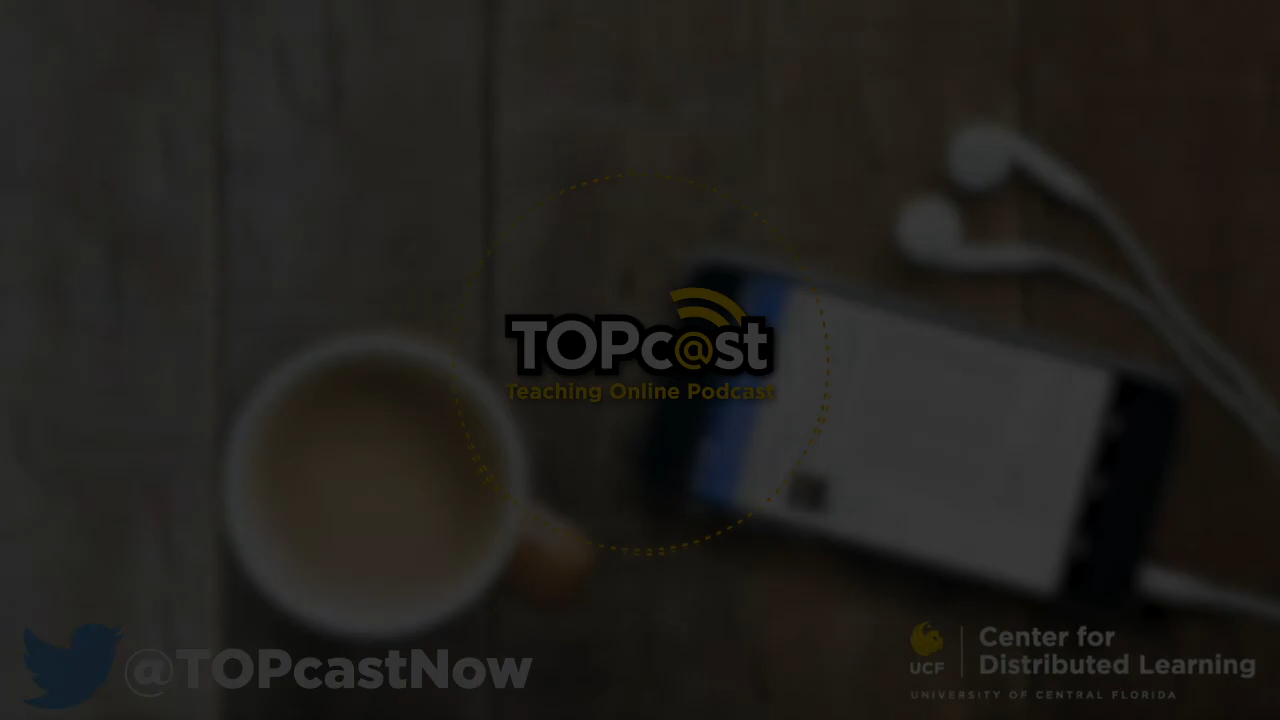 TOPc@st
Teaching Online Podcast
@TOPcastNow
UCF
Center for
Distributed Learning
UNIVERSITY OF CENTRAL FLORIDA